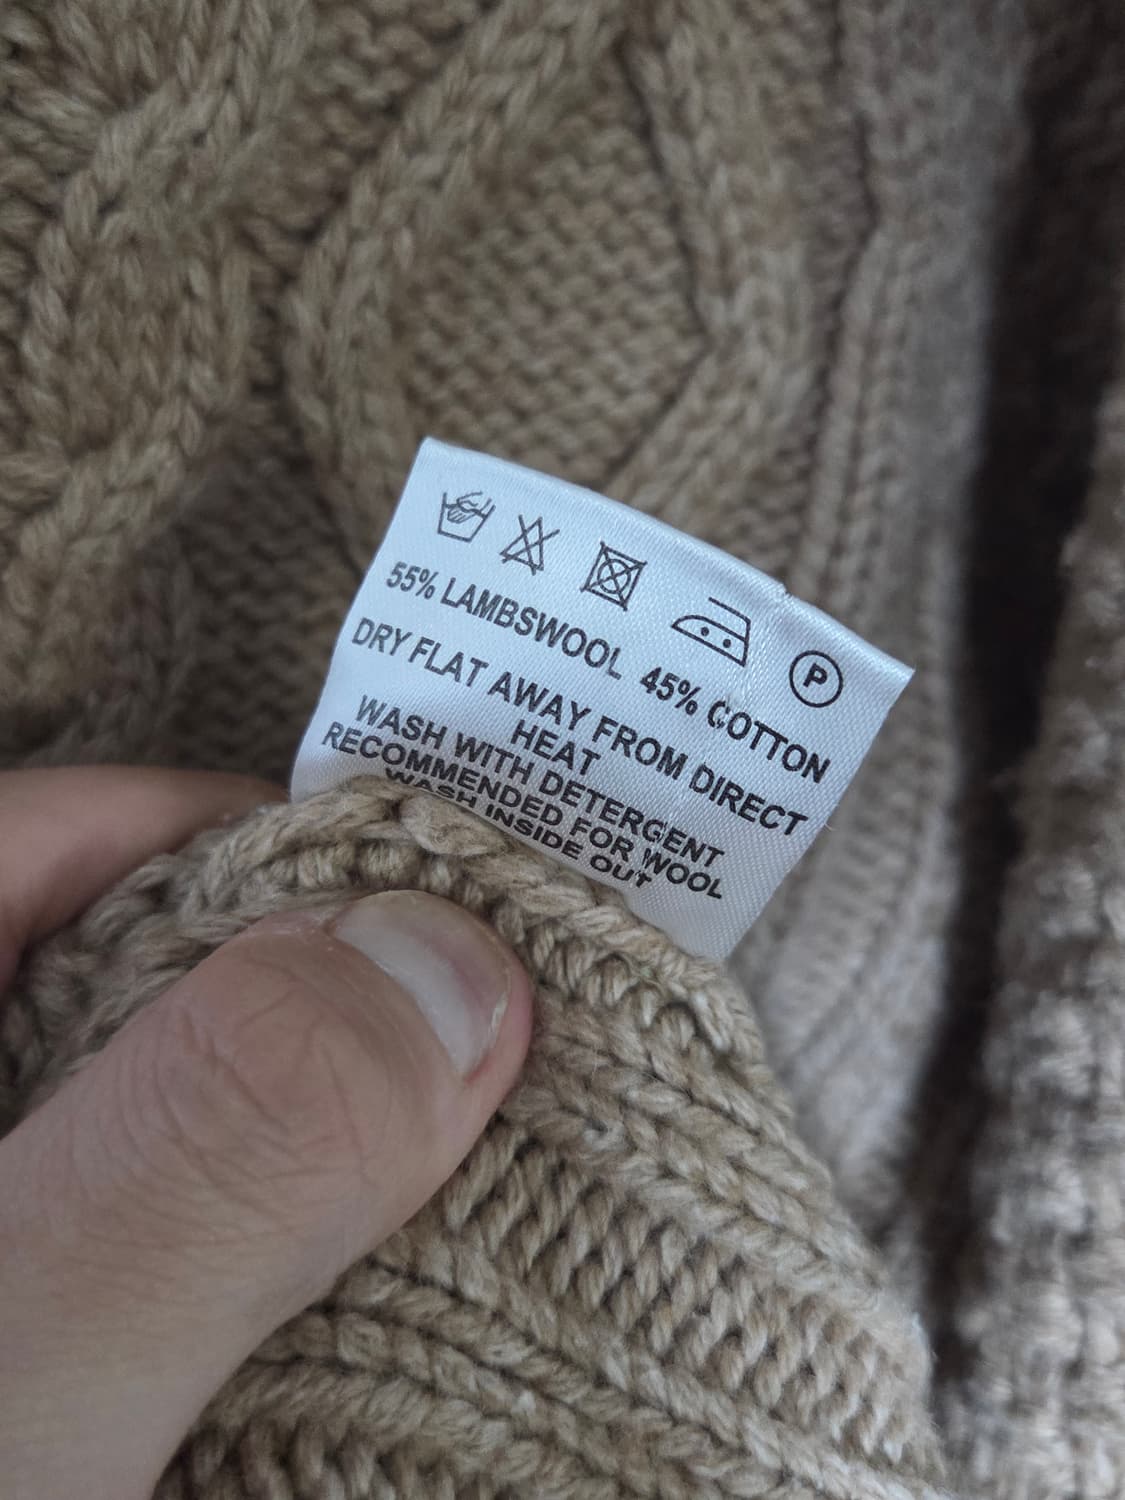 P
55% LAMBSWOOL 45% COTTON
DRY FLAT AWAY FROM DIRECT
HEAT
WASH WITH DETERGENT
RECOMMENDED FOR WOOL
WASH INSIDE OUT